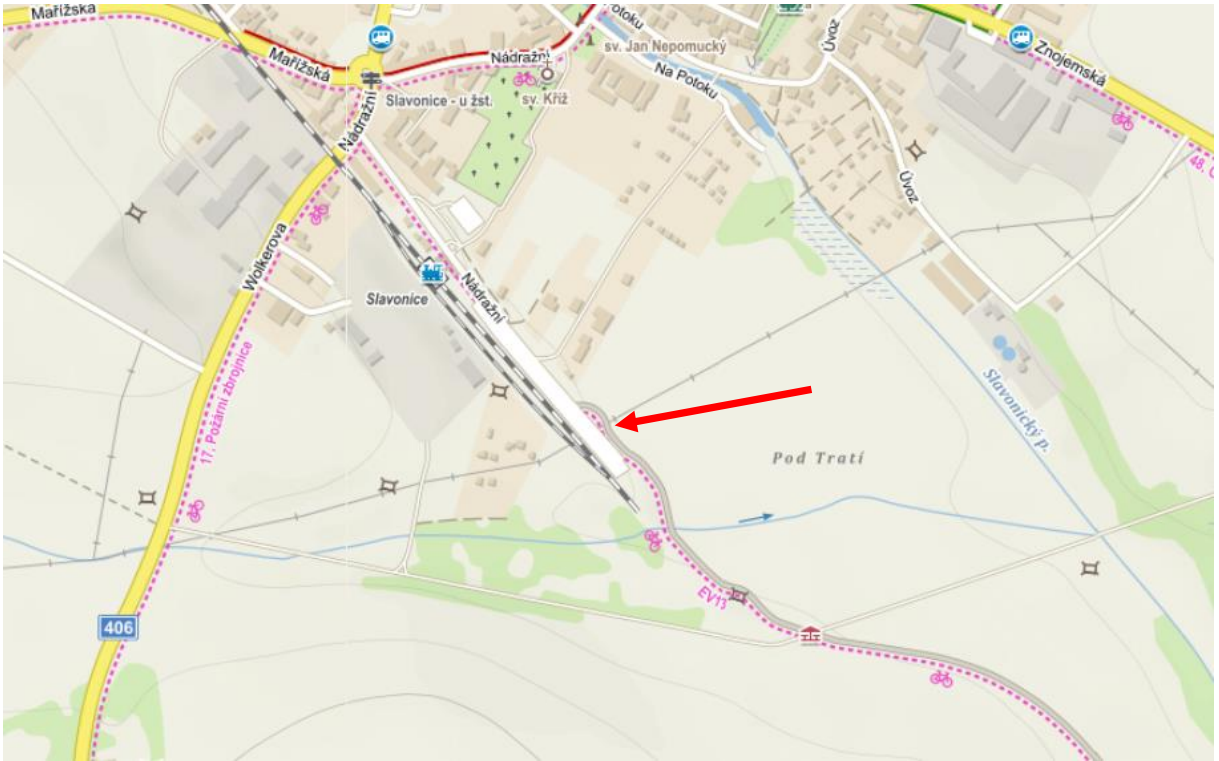 Mařížská
Potoku
sv. Jan Nepomucký
Úvoz
Znojemská
Mařížská
Nádražní
Na Potoku
Slavonice - u žst.
sv. Kříž
Nádražní
Úvoz
48.
Wolkerova
Nádražní
Slavonice
17. Požární zbrojnice
Slavonický p.
Pod Tratí
EV13
406